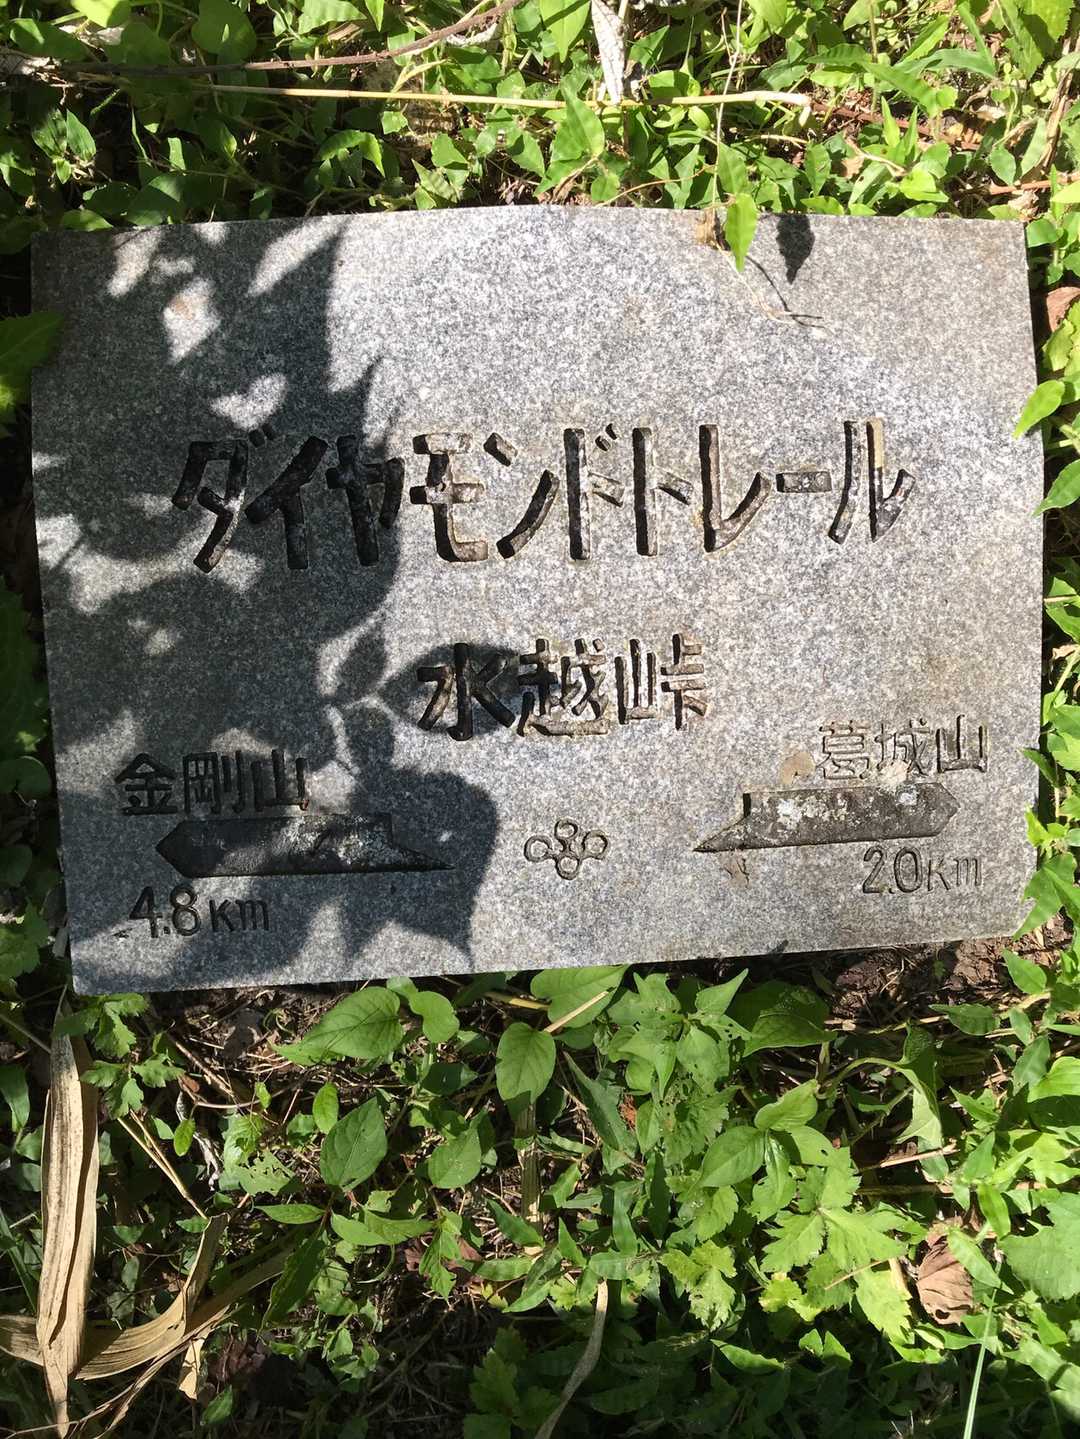 ダイヤモンドトレール
水越峠
金剛山
葛城山
4.8Km
2.0Km